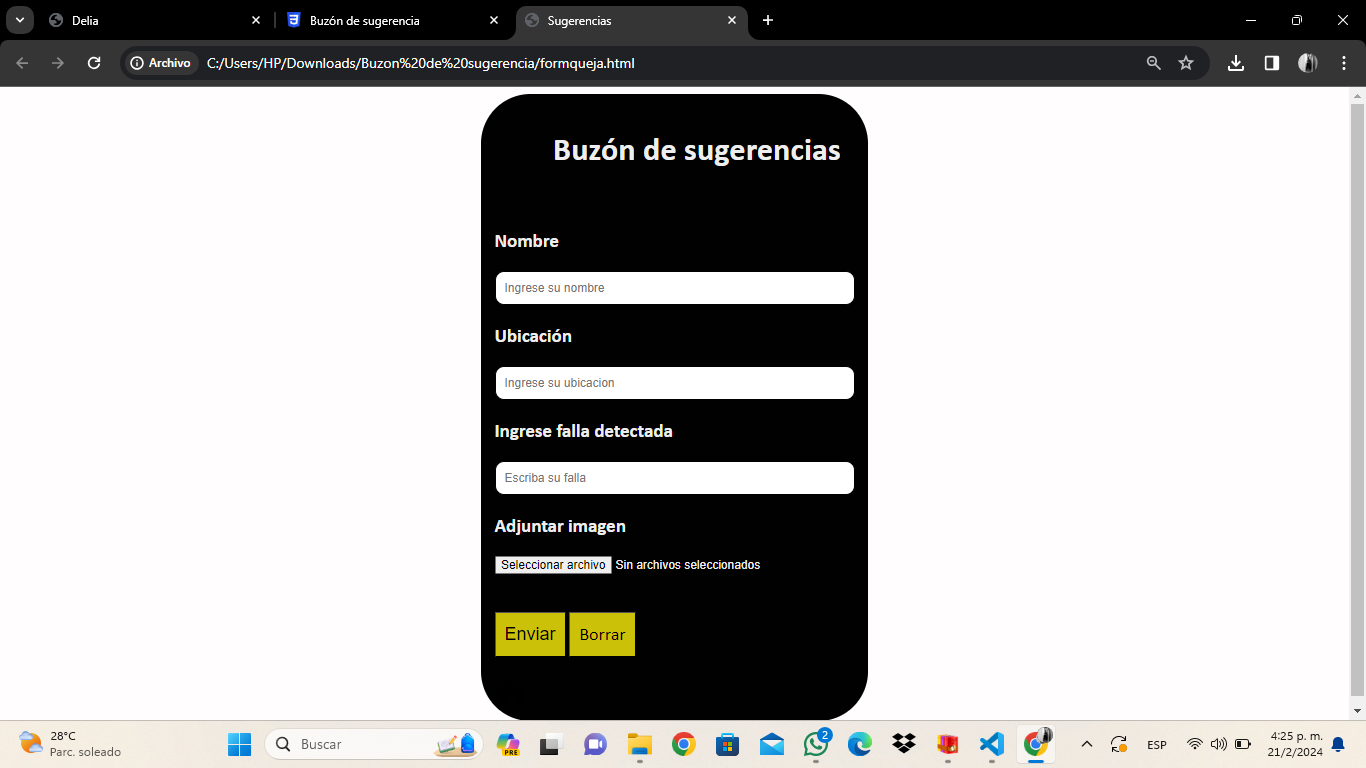 Delia
Buzón de sugerencia
Sugerencias
Archivo
C:/Users/HP/Downloads/Buzon%20de%20sugerencia/formqueja.html
Buzón de sugerencias
Nombre
Ingrese su nombre
Ubicación
Ingrese su ubicacion
Ingrese falla detectada
Escriba su falla
Adjuntar imagen
Seleccionar archivo Sin archivos seleccionados
Enviar Borrar
28°C
Parc. soleado
Buscar
PRE
2
ESP
4:25 p. m.
21/2/2024